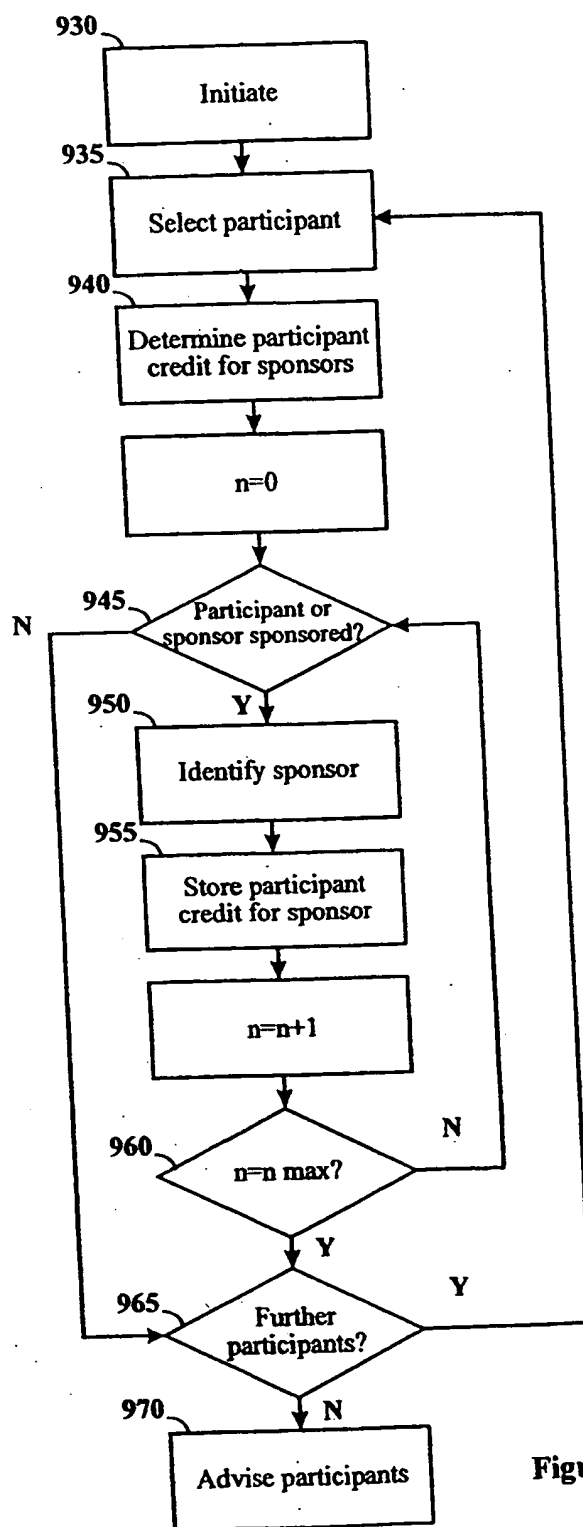 930
Initiate
935
Select participant
940
Determine participant
credit for sponsors
n=0
945
N
Participant or
sponsor sponsored?
Y
950
Identify sponsor
955
Store participant
credit for sponsor
n=n+1
960
N
n=n max?
Y
965
Y
Further
participants?
N
970
Advise participants